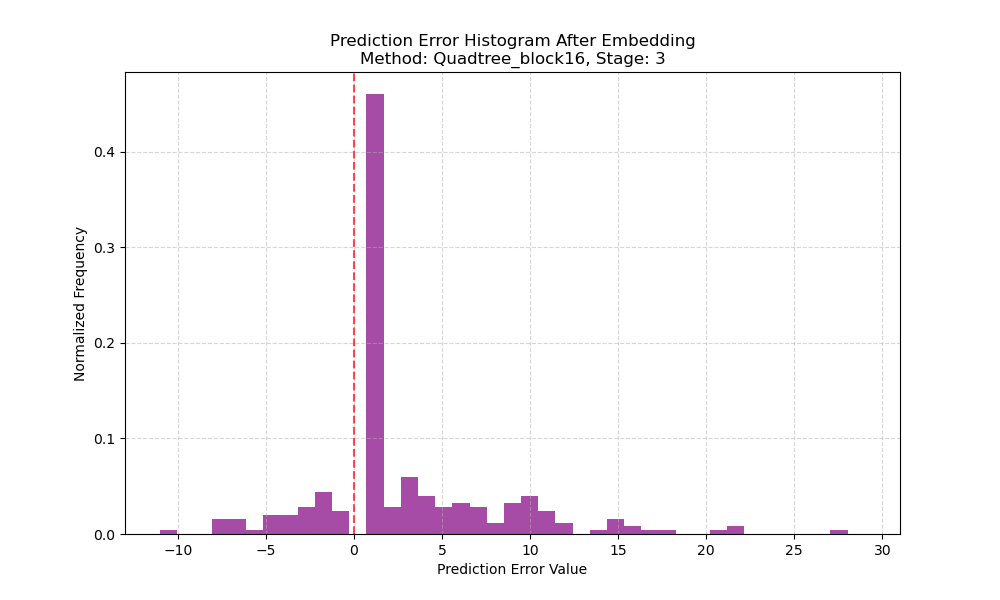 Prediction Error Histogram After Embedding
Method: Quadtree_block16, Stage: 3
Normalized Frequency
0.4
0.3
0.2
0.1
0.0
−10 −5 0 5 10 15 20 25 30
Prediction Error Value